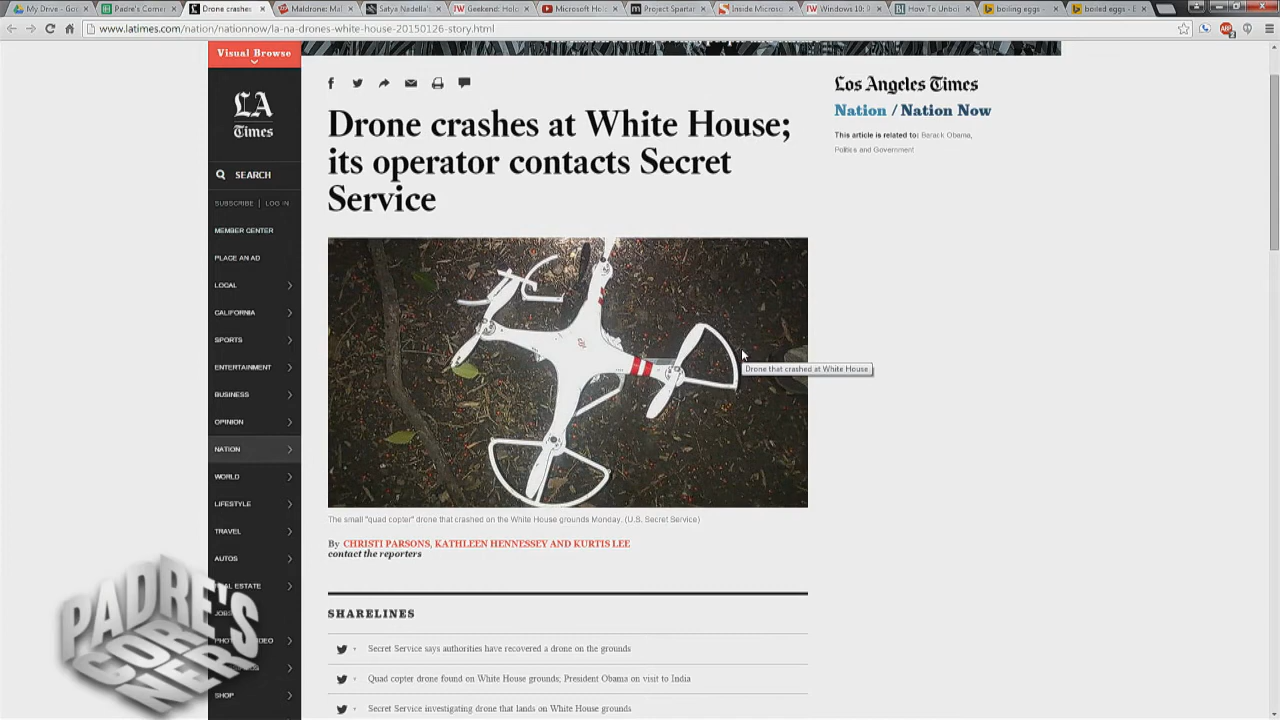 My Drive - Goo
Padre's Corner
Drone crashes
Maldrone: Mal
Satya Nadella's
Geekend: Holo
Microsoft Holo
Project Spartan
Inside Microso
Windows 10:
How To Unboi
boiling eggs -
boiled eggs - E
www.latimes.com/nation/nationnow/la-na-drones-white-house-20150126-story.html
Visual Browse
LA
Times
SEARCH
SUBSCRIBE | LOG IN
MEMBER CENTER
PLACE AN AD
LOCAL
CALIFORNIA
SPORTS
ENTERTAINMENT
BUSINESS
OPINION
NATION
WORLD
LIFESTYLE
TRAVEL
AUTOS
REAL ESTATE
SHOP
Drone crashes at White House;
its operator contacts Secret
Service
Drone that crashed at White House
The small "quad copter" drone that crashed on the White House grounds Monday. (U.S. Secret Service)
By CHRISTI PARSONS, KATHLEEN HENNESSEY AND KURTIS LEE
contact the reporters
SHARELINES
Secret Service says authorities have recovered a drone on the grounds
Quad copter drone found on White House grounds; President Obama on visit to India
Secret Service investigating drone that lands on White House grounds
Los Angeles Times
Nation / Nation Now
This article is related to: Barack Obama,
Politics and Government
PADRE'S
CORNER